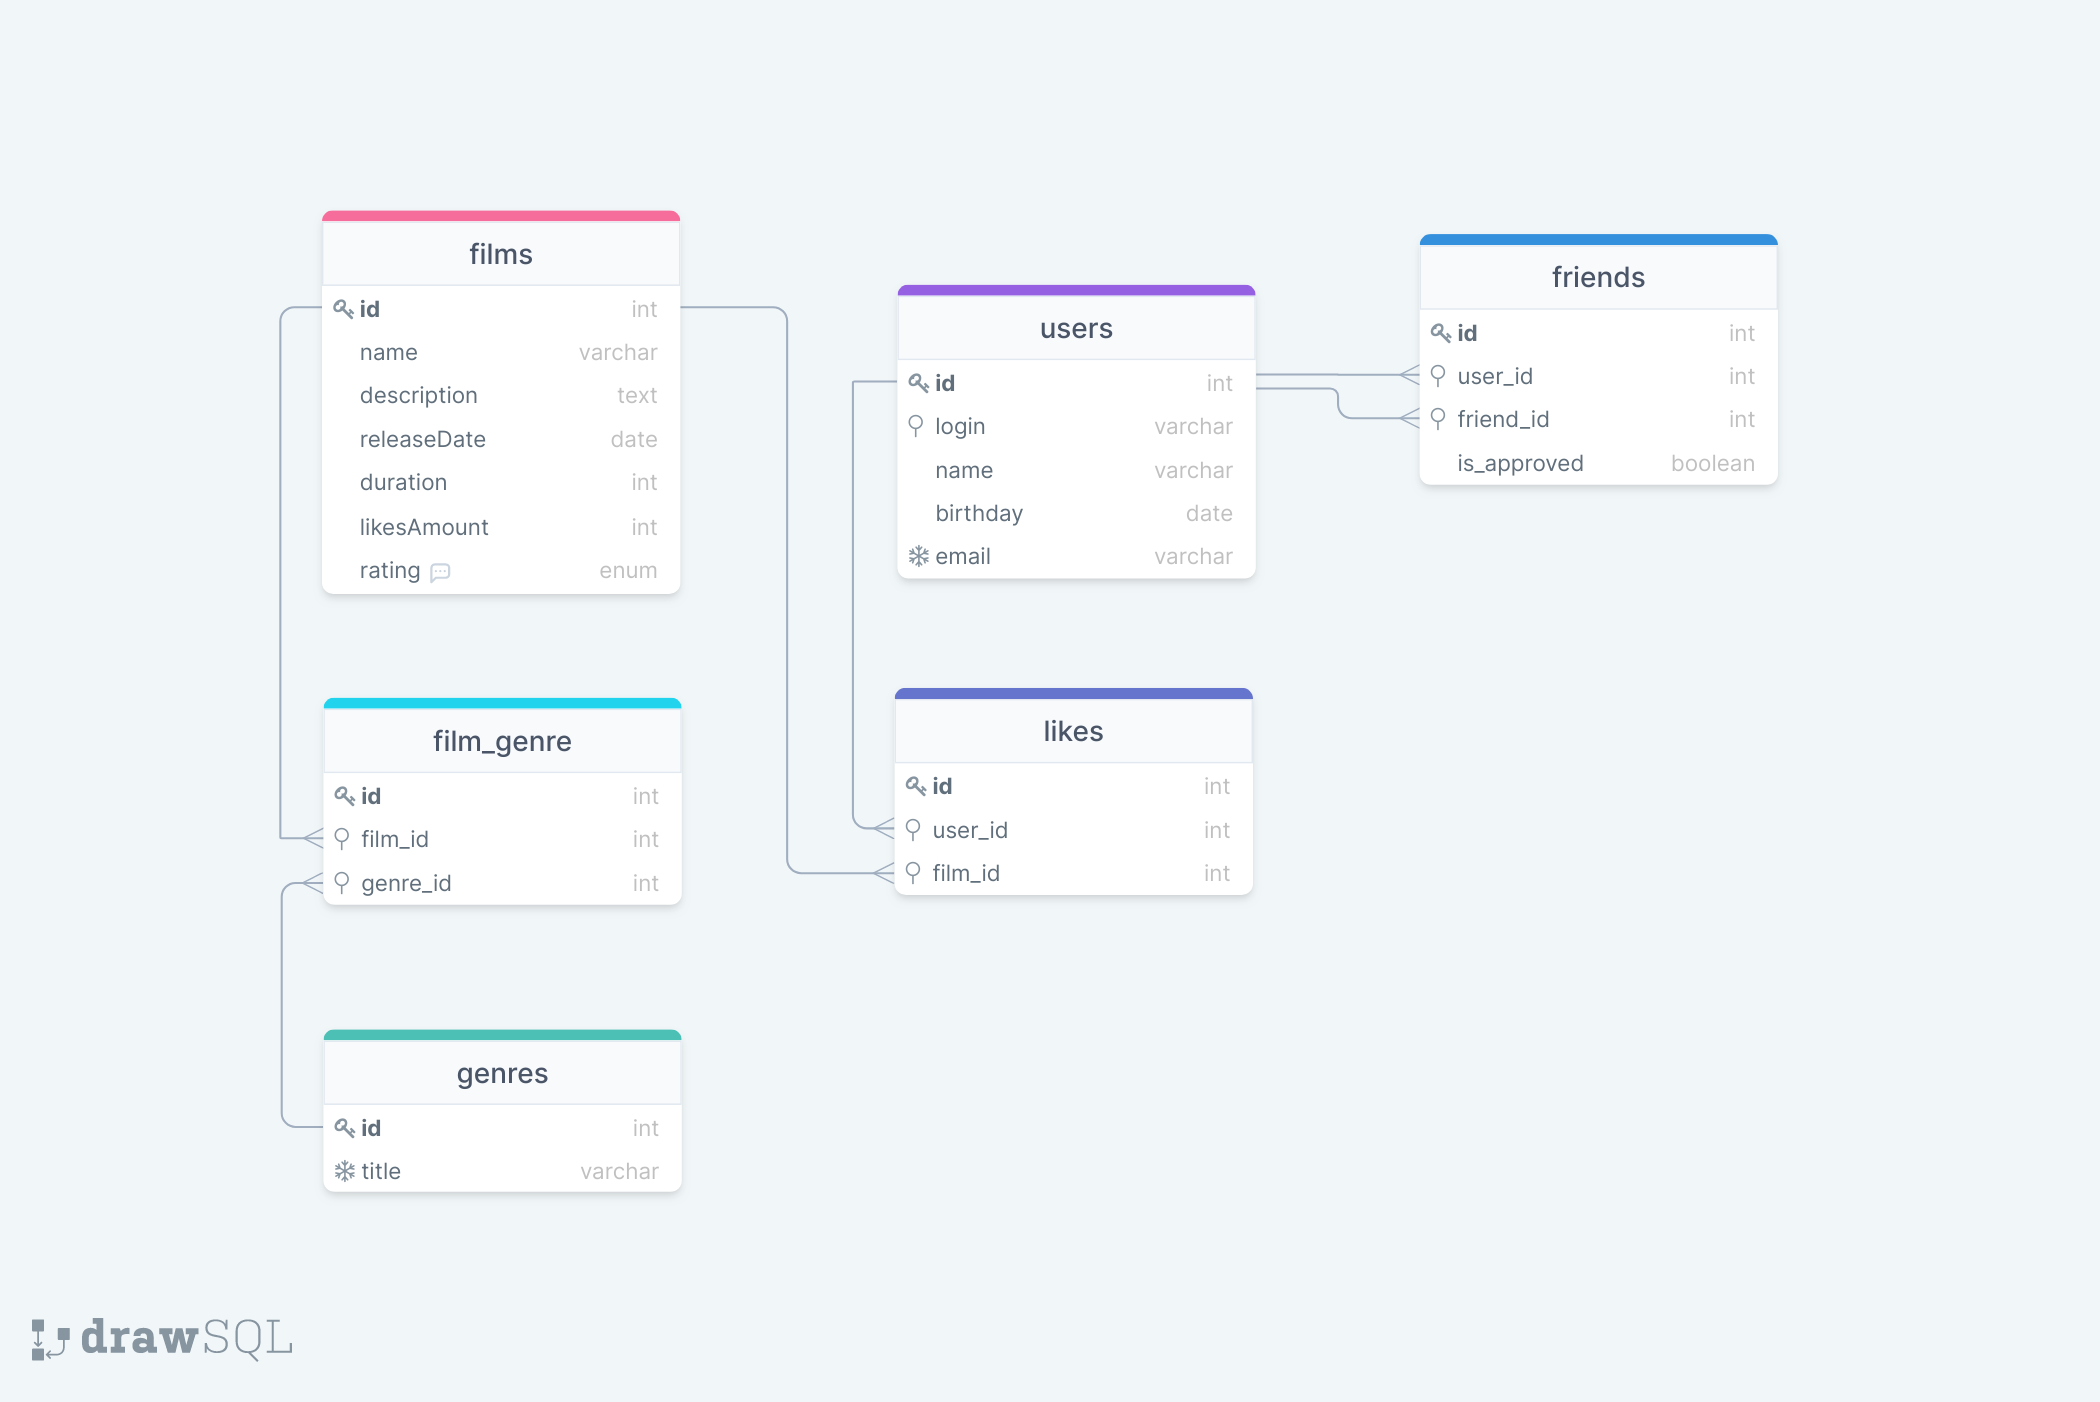 films
id int
name varchar
description text
releaseDate date
duration int
likesAmount int
rating enum
film_genre
id int
film_id int
genre_id int
genres
id int
title varchar
users
id int
login varchar
name varchar
birthday date
email varchar
likes
id int
user_id int
film_id int
friends
id int
user_id int
friend_id int
is_approved boolean
drawSQL